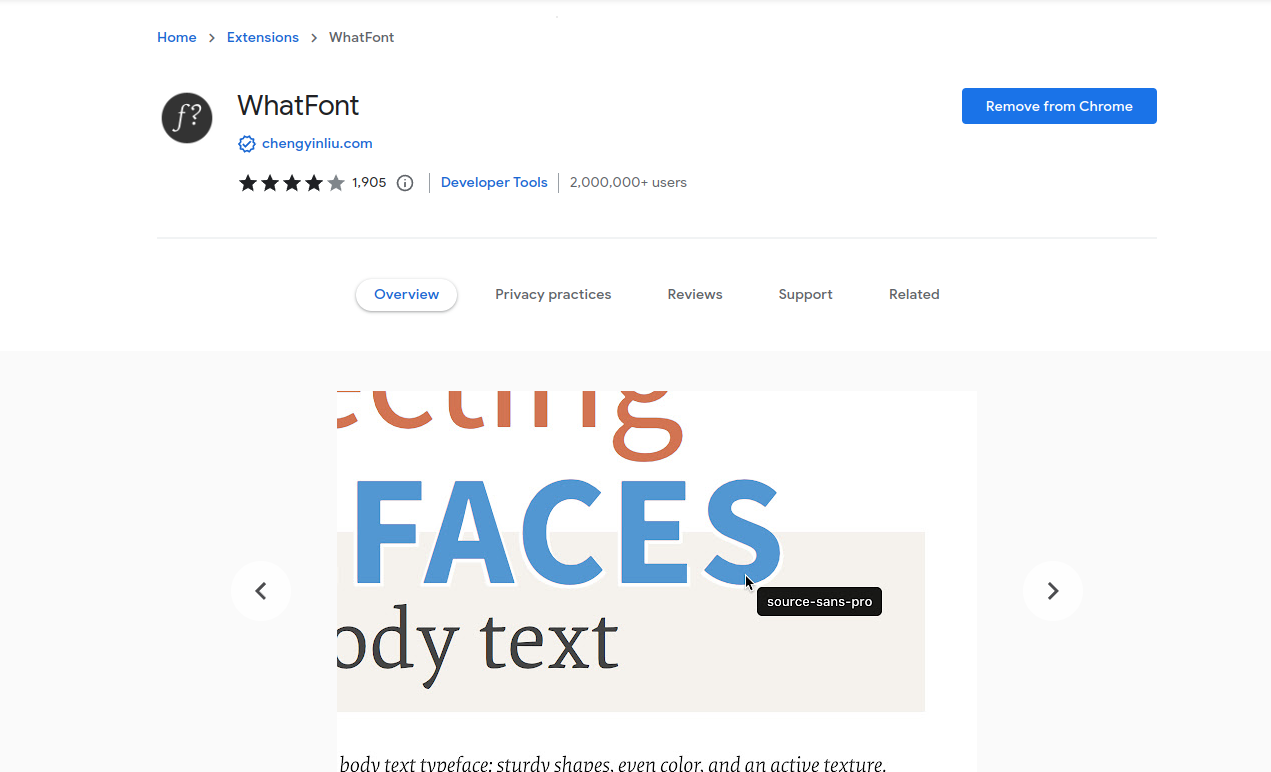 Home > Extensions > WhatFont
f?
WhatFont
Remove from Chrome
chengyinliu.com
1,905 Developer Tools 2,000,000+ users
Overview Privacy practices Reviews Support Related
ecting
FACES
source-sans-pro
ody text
body text typeface: sturdy shapes, even color, and an active texture.